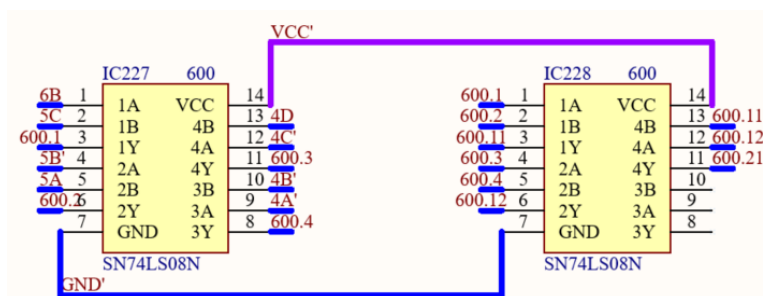 VCC'
IC227 600
6B 1 1A VCC 14
5C 2 1B 4B 13 4D
600.1 3 1Y 4A 12 4C'
5B' 4 2A 4Y 11 600.3
5A 5 2B 3B 10 4B'
600.2 6 2Y 3A 9 4A'
7 GND 3Y 8 600.4
SN74LS08N
GND'
IC228 600
600.1 1 1A VCC 14
600.2 2 1B 4B 13 600.11
600.11 3 1Y 4A 12 600.12
600.3 4 2A 4Y 11 600.21
600.4 5 2B 3B 10
600.12 6 2Y 3A 9
7 GND 3Y 8
SN74LS08N